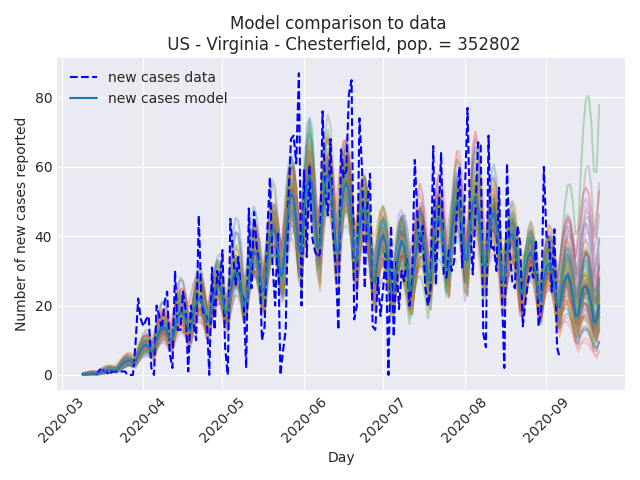 Model comparison to data
US - Virginia - Chesterfield, pop. = 352802
new cases data
new cases model
Number of new cases reported
80
60
40
20
0
2020-03
2020-04
2020-05
2020-06
2020-07
2020-08
2020-09
Day